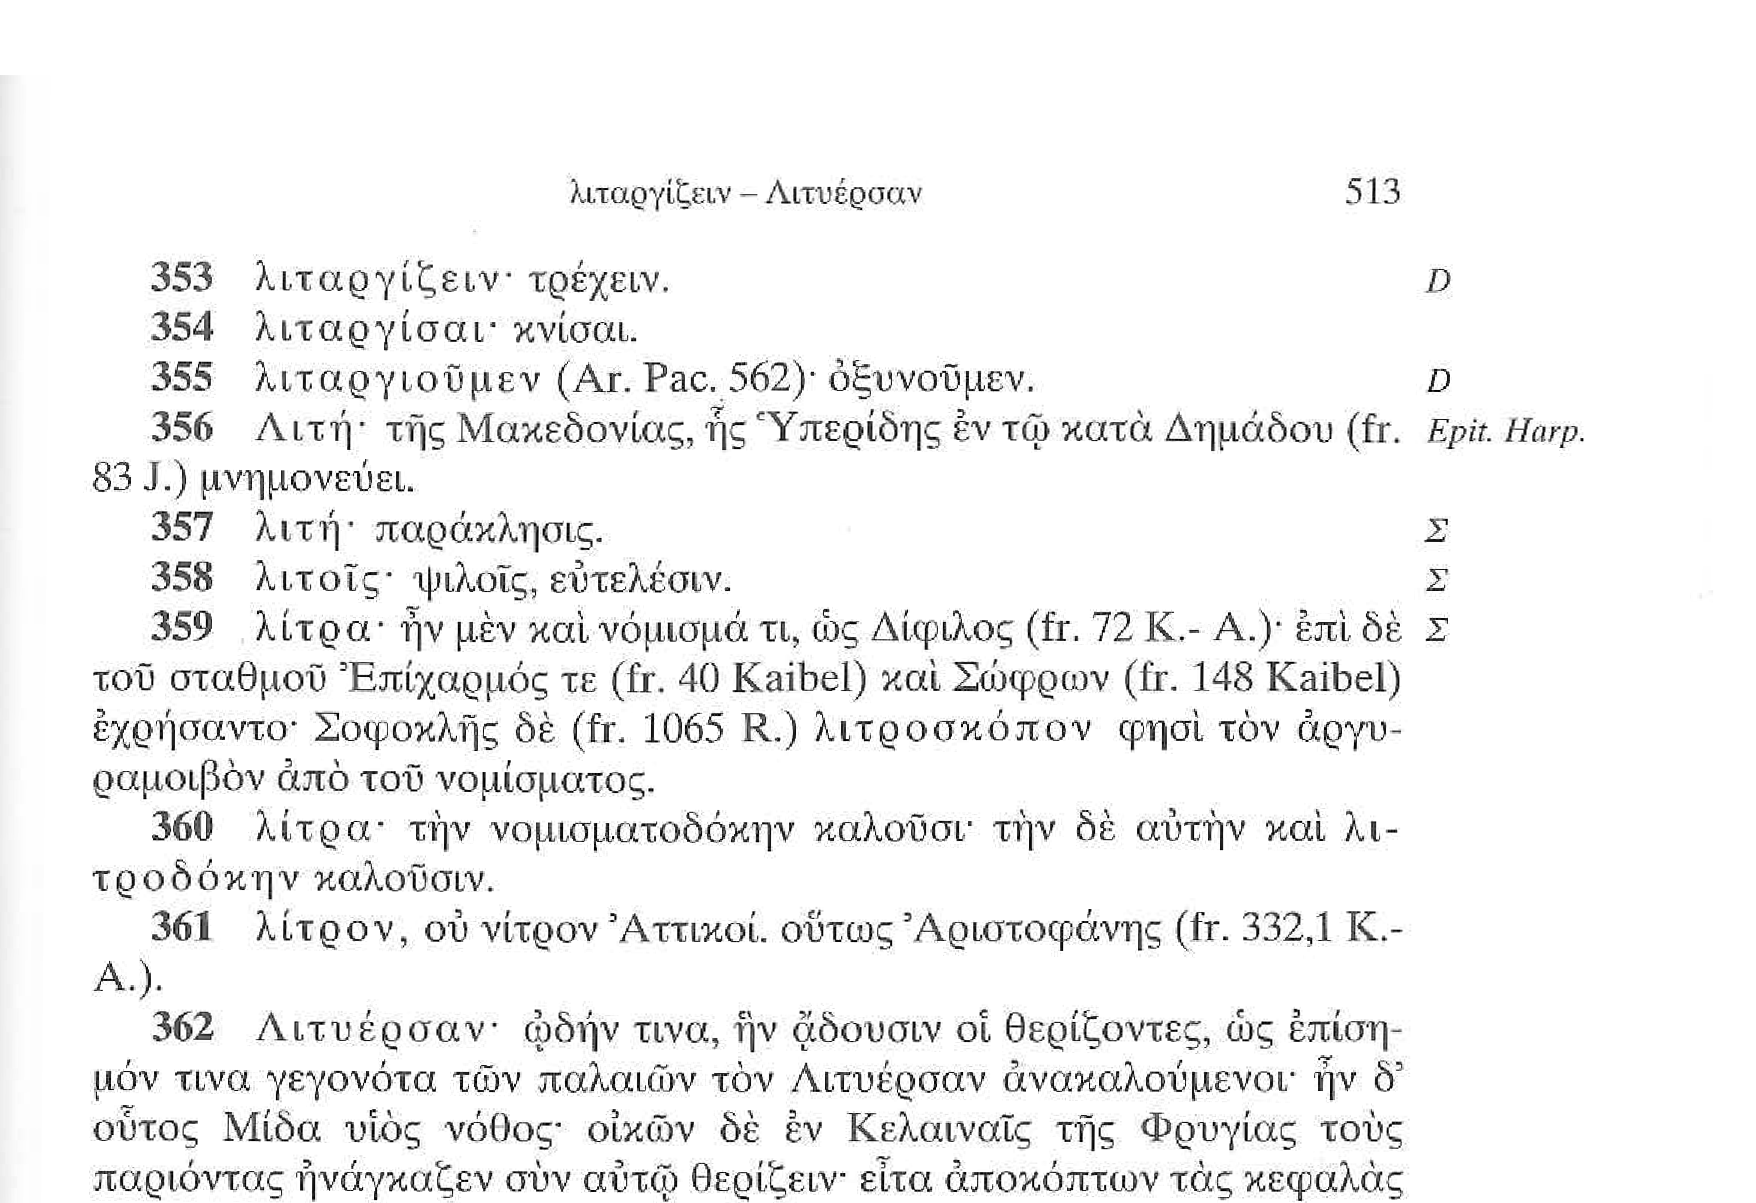 λιταργίζειν – Λιτυέρσαν 513
353 λιταργίζειν· τρέχειν. D
354 λιταργίσαι· κνίσαι.
355 λιταργιοῦμεν (Ar. Pac. 562)· ὀξυνοῦμεν. D
356 Λιτή· τῆς Μακεδονίας, ἧς Ὑπερίδης ἐν τῷ κατὰ Δημάδου (fr. Epit. Harp.
83 J.) μνημονεύει.
357 λιτή· παράκλησις. Σ
358 λιτοῖς· ψιλοῖς, εὐτελέσιν. Σ
359 λίτρα· ἦν μὲν καὶ νόμισμά τι, ὡς Δίφιλος (fr. 72 K.- A.)· ἐπὶ δὲ Σ
τοῦ σταθμοῦ Ἐπίχαρμός τε (fr. 40 Kaibel) καὶ Σώφρων (fr. 148 Kaibel)
ἐχρήσαντο· Σοφοκλῆς δὲ (fr. 1065 R.) λιτροσκόπον φησὶ τὸν ἀργυ-
ραμοιβὸν ἀπὸ τοῦ νομίσματος.
360 λίτρα· τὴν νομισματοδόκην καλοῦσι· τὴν δὲ αὐτὴν καὶ λι-
τροδόκην καλοῦσιν.
361 λίτρον, οὐ νίτρον Ἀττικοί. οὕτως Ἀριστοφάνης (fr. 332,1 K.-
A.).
362 Λιτυέρσαν· ᾠδήν τινα, ἣν ᾄδουσιν οἱ θερίζοντες, ὡς ἐπίση-
μόν τινα γεγονότα τῶν παλαιῶν τὸν Λιτυέρσαν ἀνακαλούμενοι· ἦν δ’
οὗτος Μίδα υἱὸς νόθος· οἰκῶν δὲ ἐν Κελαιναῖς τῆς Φρυγίας τοὺς
παριόντας ἠνάγκαζεν σὺν αὐτῷ θερίζειν· εἶτα ἀποκόπτων τὰς κεφαλὰς